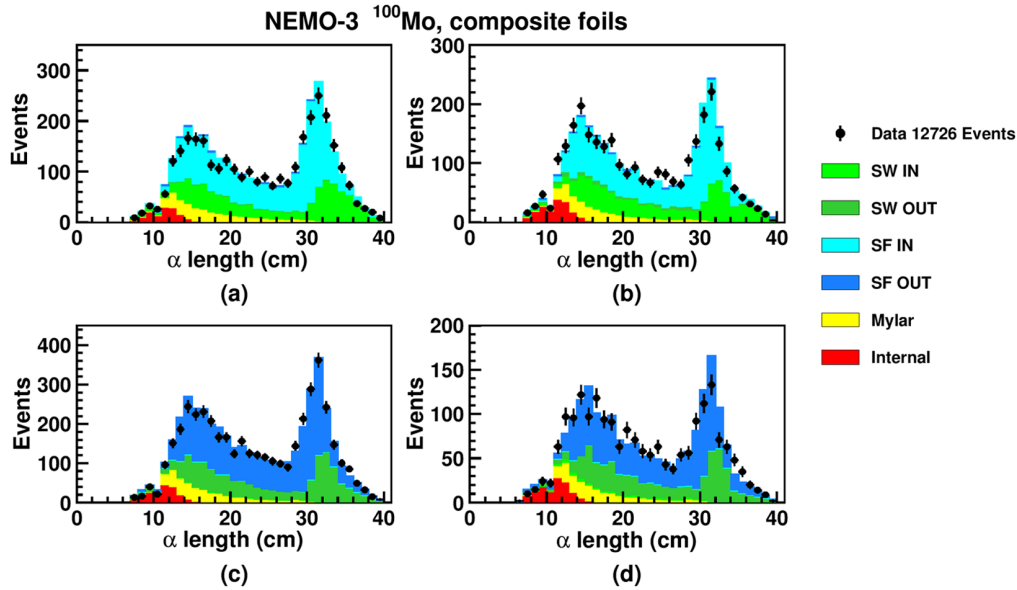 NEMO-3 ¹⁰⁰Mo, composite foils
Events
300
200
100
0
0 10 20 30 40
α length (cm)
(a)
Events
300
200
100
0
0 10 20 30 40
α length (cm)
(b)
Data 12726 Events
SW IN
SW OUT
SF IN
SF OUT
Mylar
Internal
Events
400
300
200
100
0
0 10 20 30 40
α length (cm)
(c)
Events
200
150
100
50
0
0 10 20 30 40
α length (cm)
(d)